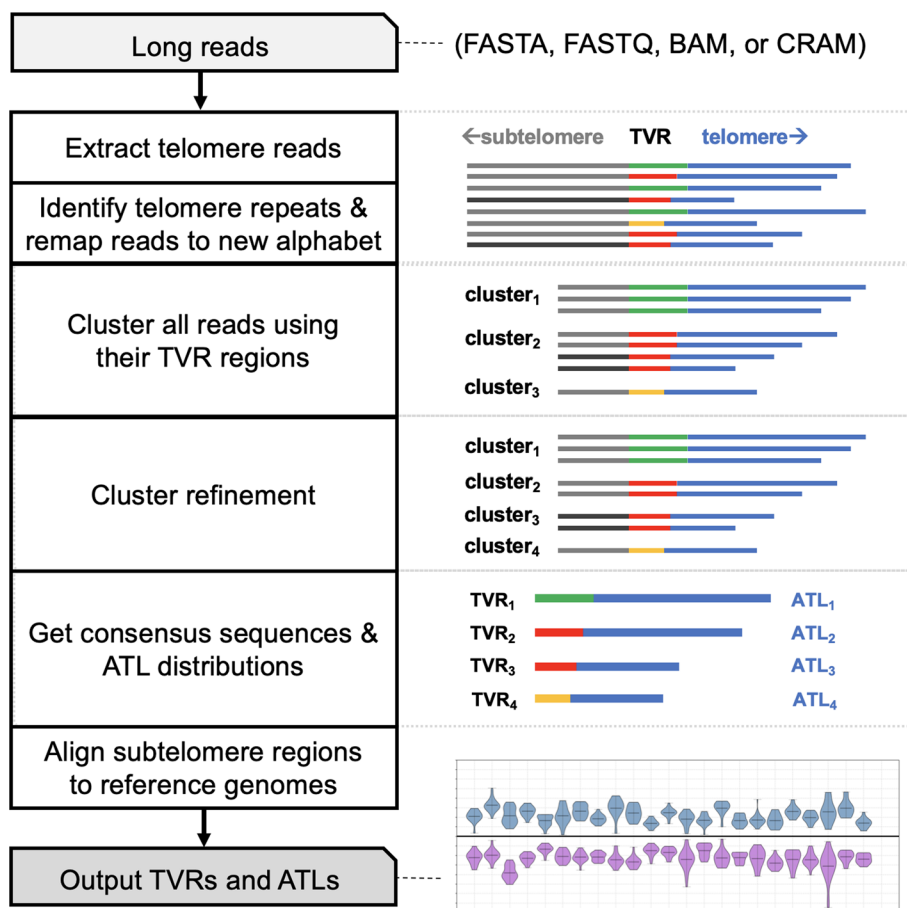 Long reads
(FASTA, FASTQ, BAM, or CRAM)
Extract telomere reads
←subtelomere TVR telomere→
Identify telomere repeats &
remap reads to new alphabet
Cluster all reads using
their TVR regions
cluster₁
cluster₂
cluster₃
Cluster refinement
cluster₁
cluster₂
cluster₃
cluster₄
Get consensus sequences &
ATL distributions
TVR₁ ATL₁
TVR₂ ATL₂
TVR₃ ATL₃
TVR₄ ATL₄
Align subtelomere regions
to reference genomes
Output TVRs and ATLs